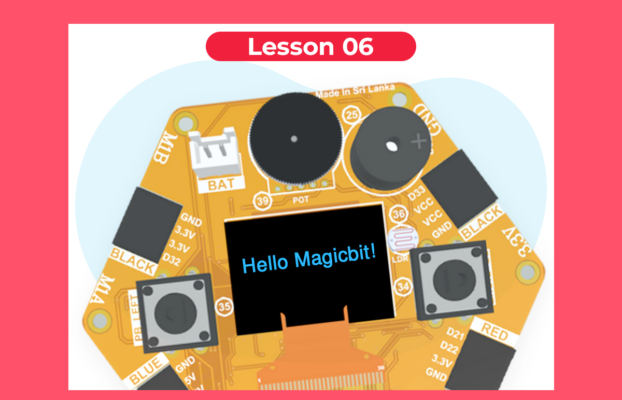 Lesson 06
Made In Sri Lanka
25
GND
M1B
BAT
39
POT
D33
VCC
VCC
GND
BLACK
3.3V
36
LDR
GND
3.3V
3.3V
D32
BLACK
Hello Magicbit!
M1A
PB LEFT
35
34
D21
D22
3.3V
GND
RED
BLUE
GND